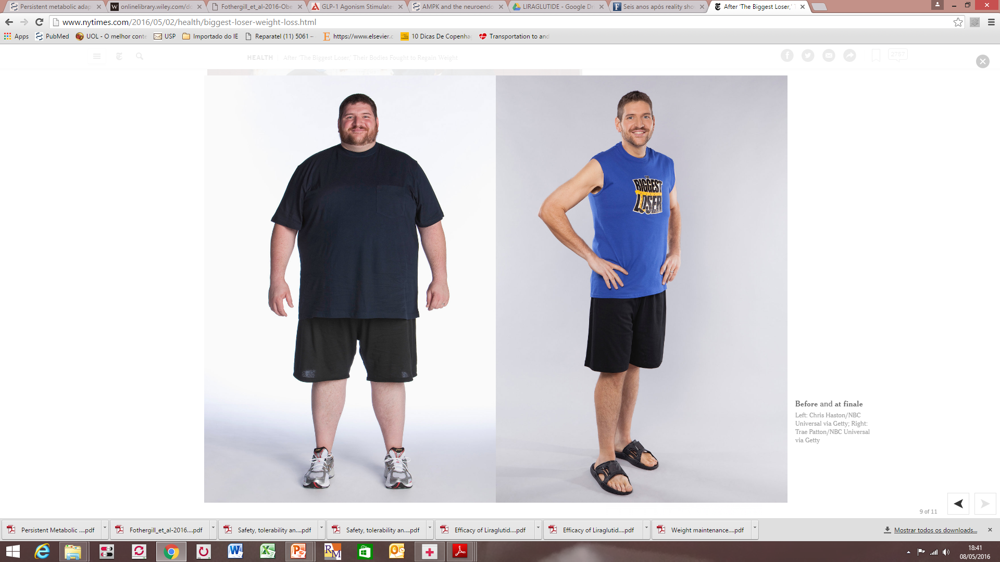 Persistent metabolic adap
onlinelibrary.wiley.com/do
Fothergill_et_al-2016-Obe
GLP-1 Agonism Stimulate
AMPK and the neuroendo
LIRAGLUTIDE - Google Dr
Seis anos após reality sho
After ‘The Biggest Loser,’ T
www.nytimes.com/2016/05/02/health/biggest-loser-weight-loss.html
Apps
PubMed
UOL - O melhor conte
USP
Importado do IE
Reparatel (11) 5061 –
https://www.elsevier.c
10 Dicas De Copenha
Transportation to and
HEALTH
After ‘The Biggest Loser,’ Their Bodies Fought to Regain Weight
2757
THE
BIGGEST
LOSER
Before and at finale
Left: Chris Haston/NBC
Universal via Getty; Right:
Trae Patton/NBC Universal
via Getty
9 of 11
Persistent Metabolic ....pdf
Fothergill_et_al-2016....pdf
Safety, tolerability an....pdf
Safety, tolerability an....pdf
Efficacy of Liraglutid....pdf
Efficacy of Liraglutid....pdf
Weight maintenance....pdf
Mostrar todos os downloads...
RM
18:41
08/05/2016